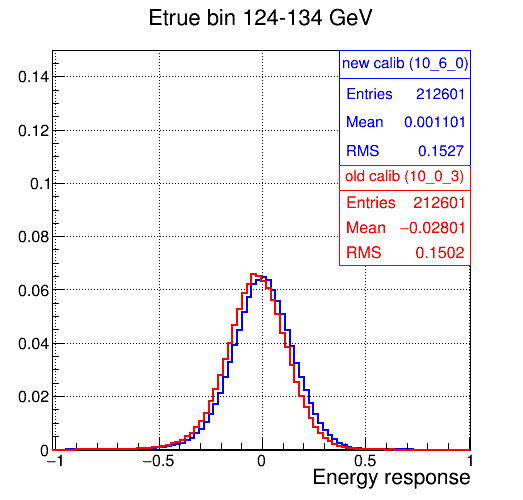 Etrue bin 124-134 GeV
new calib (10_6_0)
Entries 212601
Mean 0.001101
RMS 0.1527
old calib (10_0_3)
Entries 212601
Mean −0.02801
RMS 0.1502
0.14
0.12
0.1
0.08
0.06
0.04
0.02
0
−1 −0.5 0 0.5 1
Energy response